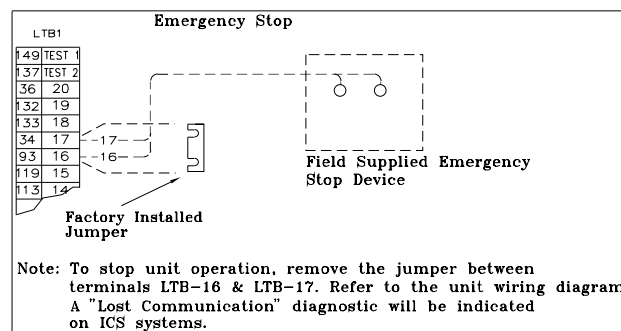 Emergency Stop
LTB1
149 TEST 1
137 TEST 2
36 20
132 19
133 18
34 17
93 16
119 15
113 14
17
16
Field Supplied Emergency
Stop Device
Factory Installed
Jumper
Note: To stop unit operation, remove the jumper between
terminals LTB-16 & LTB-17. Refer to the unit wiring diagram
A "Lost Communication" diagnostic will be indicated
on ICS systems.